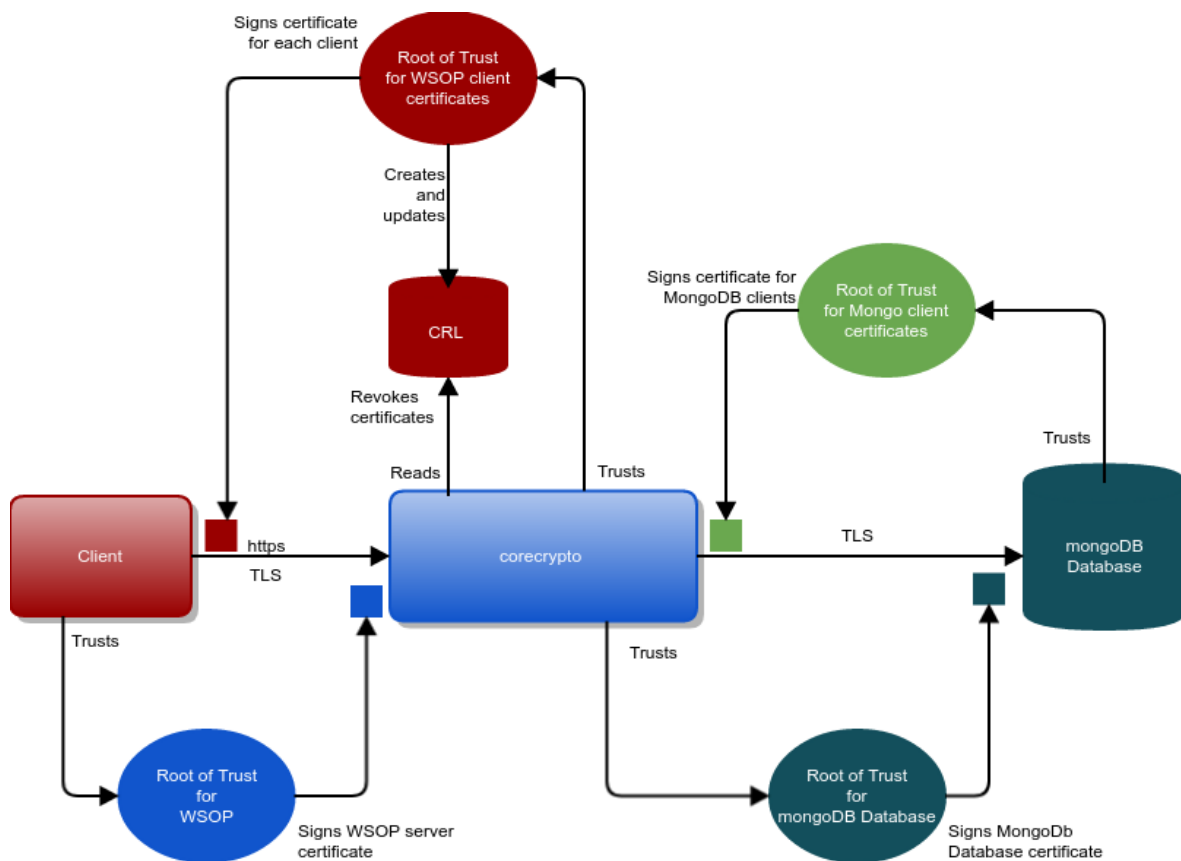 Signs certificate
for each client
Root of Trust
for WSOP client
certificates
Creates
and
updates
Signs certificate for
MongoDB clients
Root of Trust
for Mongo client
certificates
CRL
Revokes
certificates
Reads
Trusts
Trusts
Client
https
TLS
corecrypto
TLS
mongoDB
Database
Trusts
Trusts
Root of Trust
for
WSOP
Signs WSOP server
certificate
Root of Trust
for
mongoDB Database
Signs MongoDb
Database certificate